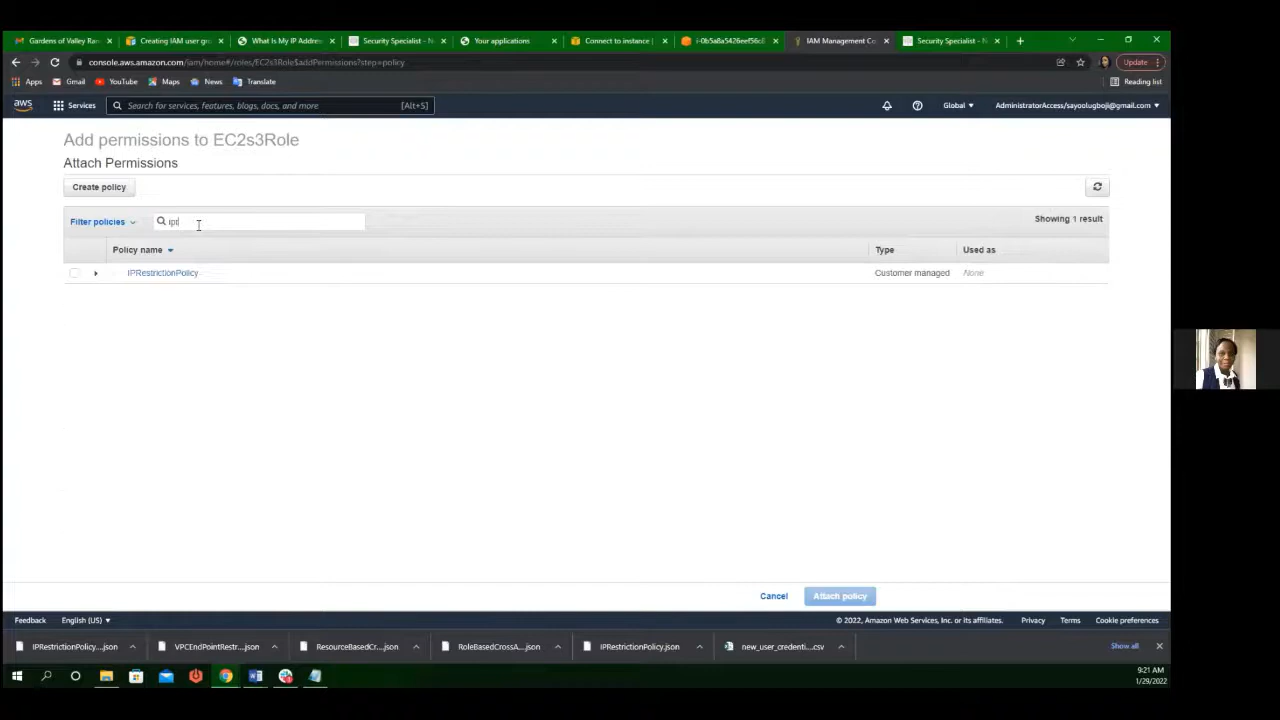 Gardens of Valley Ran
Creating IAM user gro
What Is My IP Address
Security Specialist - N
Your applications
Connect to instance |
i-0b5a8a5426eef56c8
IAM Management Co
Security Specialist - N
console.aws.amazon.com/iam/home#/roles/EC2s3Role$addPermissions?step=policy
Update
Apps
Gmail
YouTube
Maps
News
Translate
Reading list
aws
Services
Search for services, features, blogs, docs, and more
[Alt+S]
Global
AdministratorAccess/sayoolugboji@gmail.com
Add permissions to EC2s3Role
Attach Permissions
Create policy
Filter policies
Showing 1 result
Policy name
Type
Used as
IPRestrictionPolicy
Customer managed
None
Cancel
Attach policy
Feedback
English (US)
© 2022, Amazon Web Services, Inc. or its affiliates.
Privacy
Terms
Cookie preferences
IPRestrictionPolicy....json
VPCEndPointRestr....json
ResourceBasedCr....json
RoleBasedCrossA....json
IPRestrictionPolicy.json
new_user_credenti....csv
Show all
9:21 AM
1/29/2022